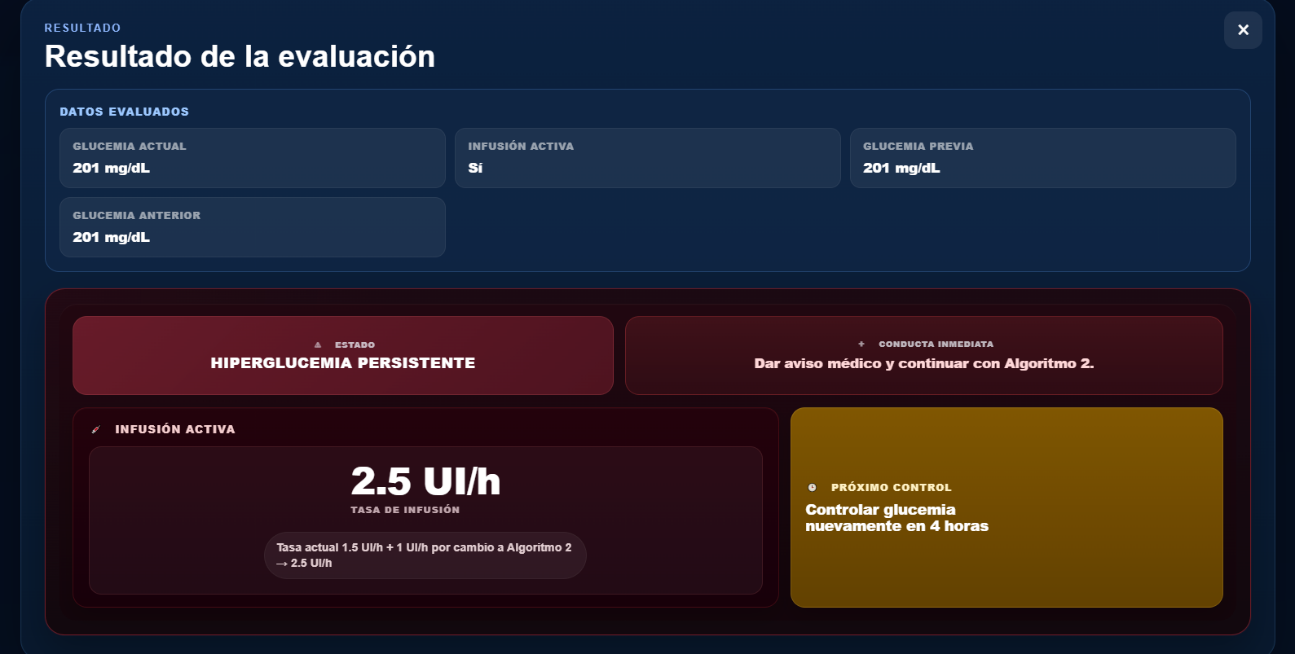 RESULTADO
Resultado de la evaluación
×
DATOS EVALUADOS
GLUCEMIA ACTUAL
201 mg/dL
INFUSIÓN ACTIVA
Sí
GLUCEMIA PREVIA
201 mg/dL
GLUCEMIA ANTERIOR
201 mg/dL
ESTADO
HIPERGLUCEMIA PERSISTENTE
CONDUCTA INMEDIATA
Dar aviso médico y continuar con Algoritmo 2.
INFUSIÓN ACTIVA
2.5 UI/h
TASA DE INFUSIÓN
Tasa actual 1.5 UI/h + 1 UI/h por cambio a Algoritmo 2
→ 2.5 UI/h
PRÓXIMO CONTROL
Controlar glucemia
nuevamente en 4 horas